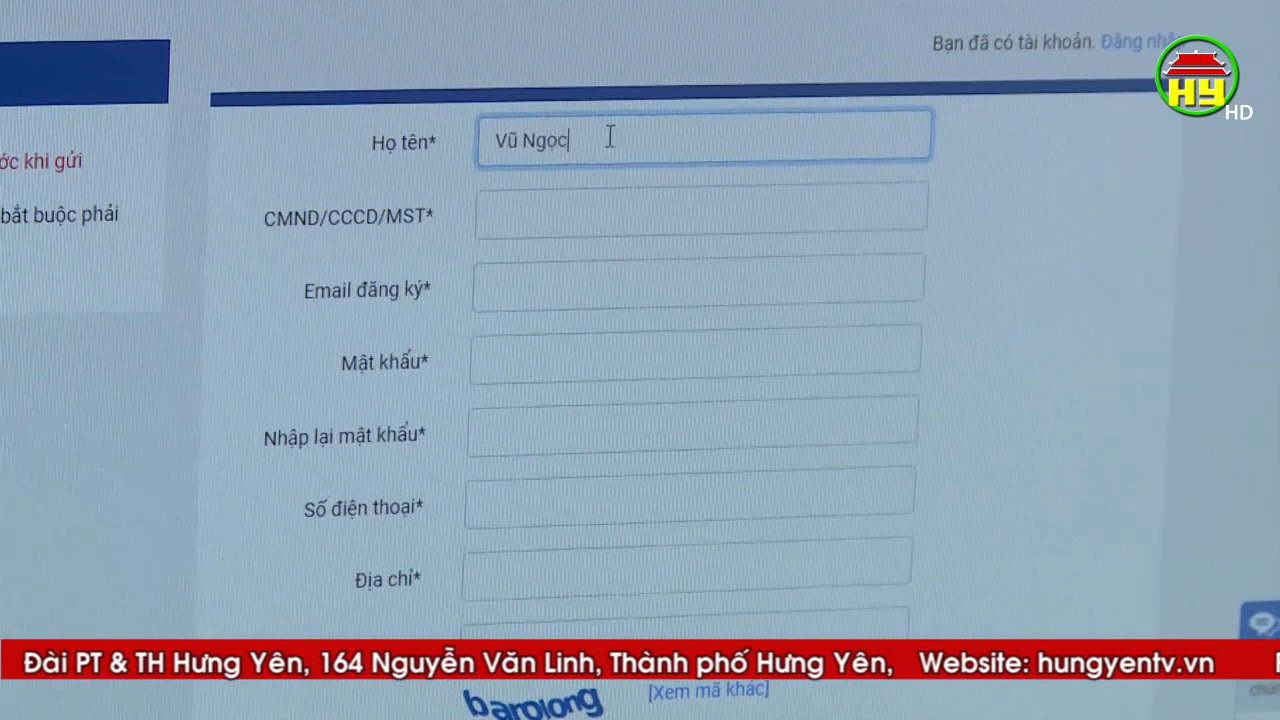 Bạn đã có tài khoản. Đăng
HY
HD
Họ tên*
Vũ Ngọc
khi gửi
CMND/CCCD/MST*
bắt buộc phải
Email đăng ký*
Mật khẩu*
Nhập lại mật khẩu*
Số điện thoại*
Địa chỉ*
Đài PT & TH Hưng Yên, 164 Nguyễn Văn Linh, Thành phố Hưng Yên, Website: hungyentv.vn
[Xem mã khác]